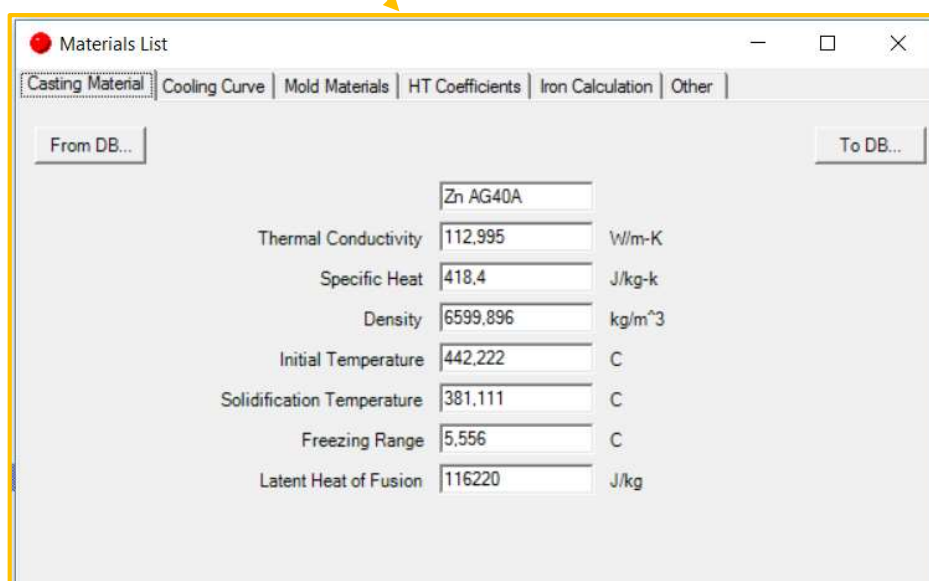 Materials List
Casting Material Cooling Curve Mold Materials HT Coefficients Iron Calculation Other
From DB... To DB...
Zn AG40A
Thermal Conductivity 112,995 W/m-K
Specific Heat 418,4 J/kg-k
Density 6599,896 kg/m^3
Initial Temperature 442,222 C
Solidification Temperature 381,111 C
Freezing Range 5,556 C
Latent Heat of Fusion 116220 J/kg